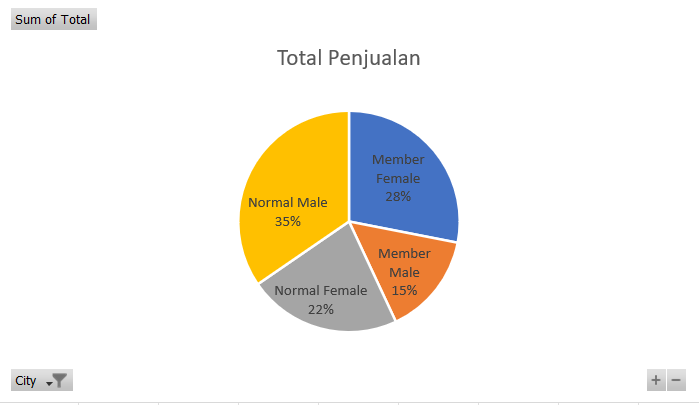 Sum of Total
Total Penjualan
Member
Female
28%
Normal Male
35%
Member
Male
15%
Normal Female
22%
City